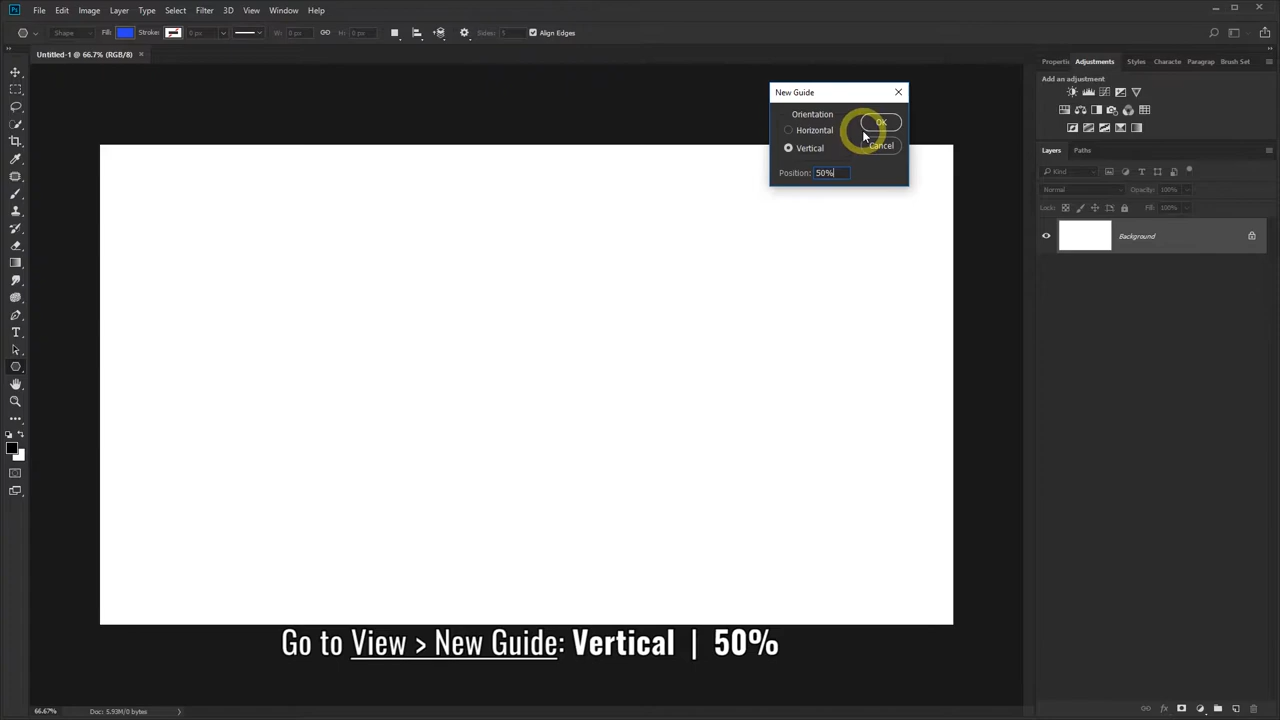 Ps File Edit Image Layer Type Select Filter 3D View Window Help
Shape Fill: Stroke: 0 px W: 0 px H: 0 px Sides: 5 Align Edges
Untitled-1 @ 66.7% (RGB/8)
Properti Adjustments Styles Characte Paragrap Brush Set
Add an adjustment
New Guide
Orientation
Horizontal
OK
Vertical
Cancel
Position: 50%
Layers Paths
Kind
Normal Opacity: 100%
Lock: Fill: 100%
Background
Go to View > New Guide: Vertical | 50%
66.67% Doc: 5.93M/0 bytes